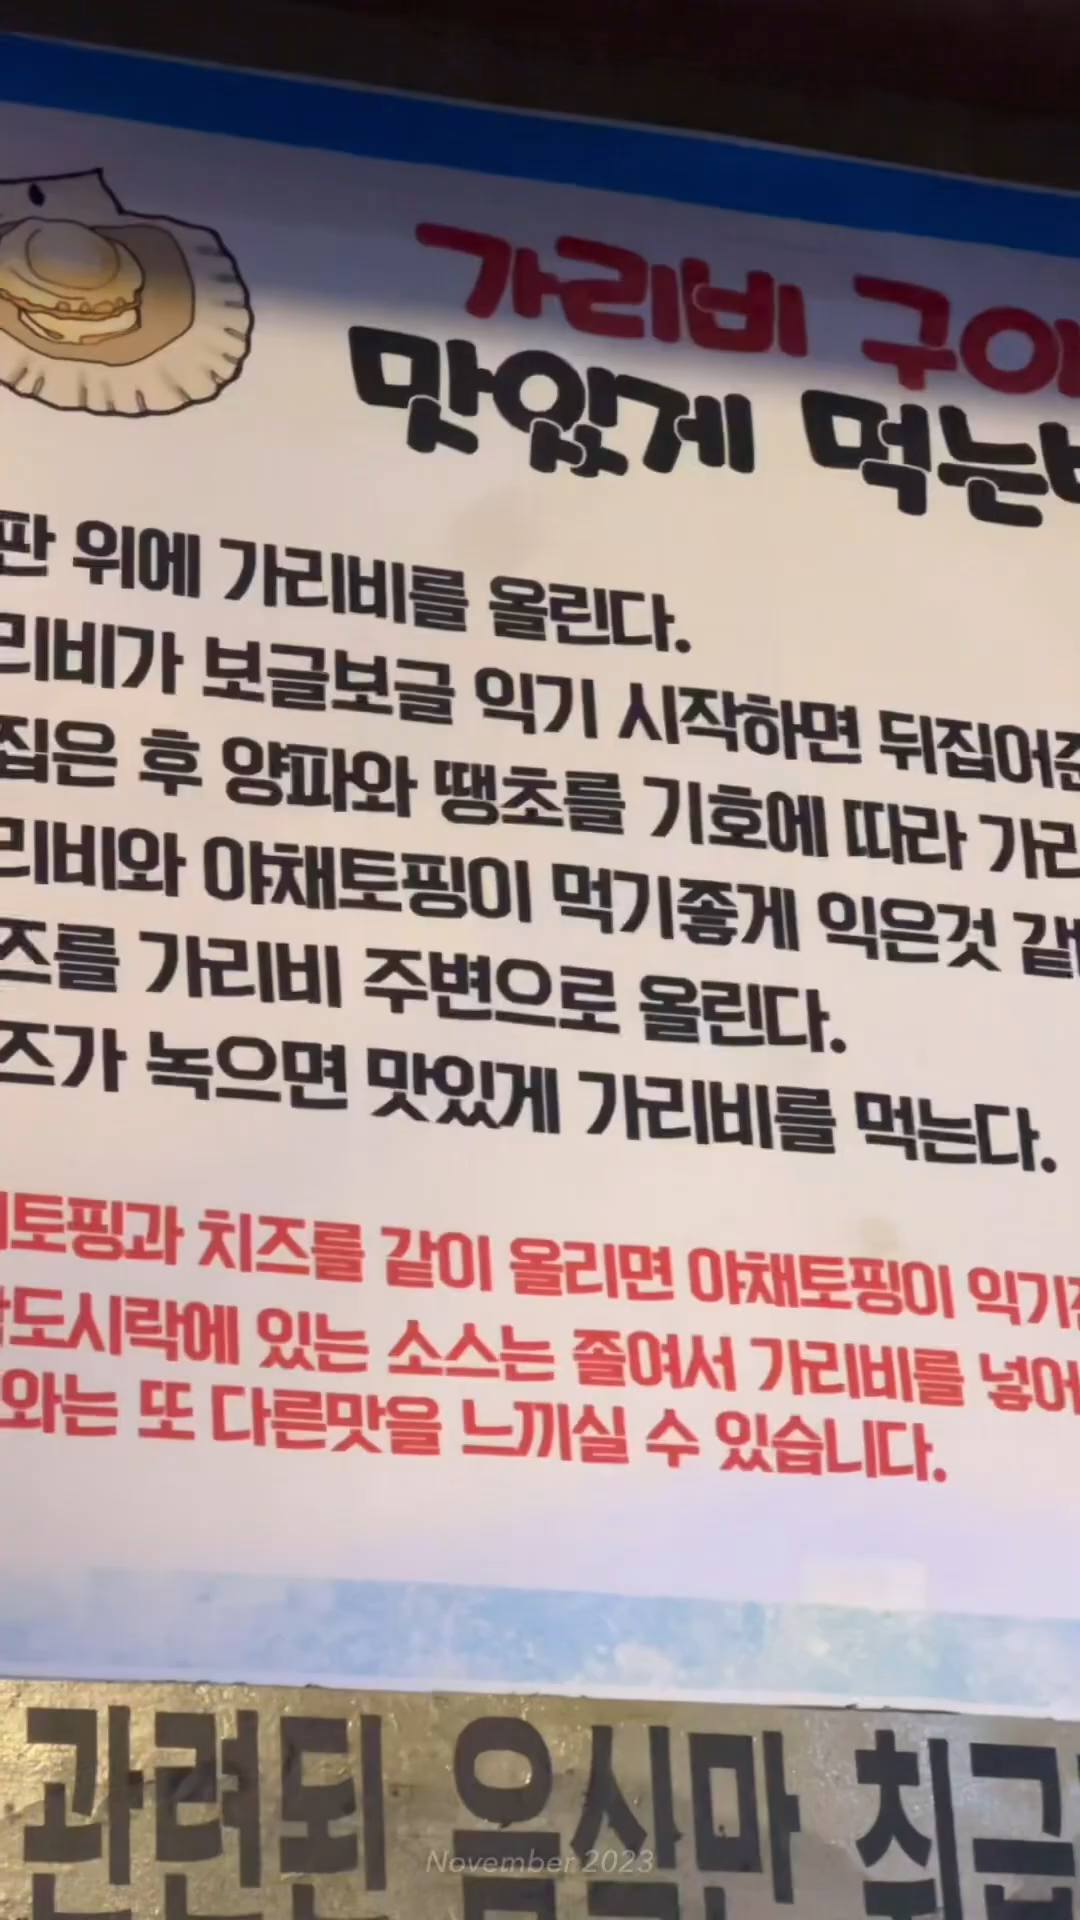 가리비 구이
맛있게 먹는
판 위에 가리비를 올린다.
리비가 보글보글 익기 시작하면 뒤집어준
집은 후 양파와 땡초를 기호에 따라 가리
리비와 야채토핑이 먹기좋게 익은것 같
즈를 가리비 주변으로 올린다.
즈가 녹으면 맛있게 가리비를 먹는다.
토핑과 치즈를 같이 올리면 야채토핑이 익기
도시락에 있는 소스는 졸여서 가리비를 넣어
와는 또 다른맛을 느끼실 수 있습니다.
관련된 음식만 취급
November 2023